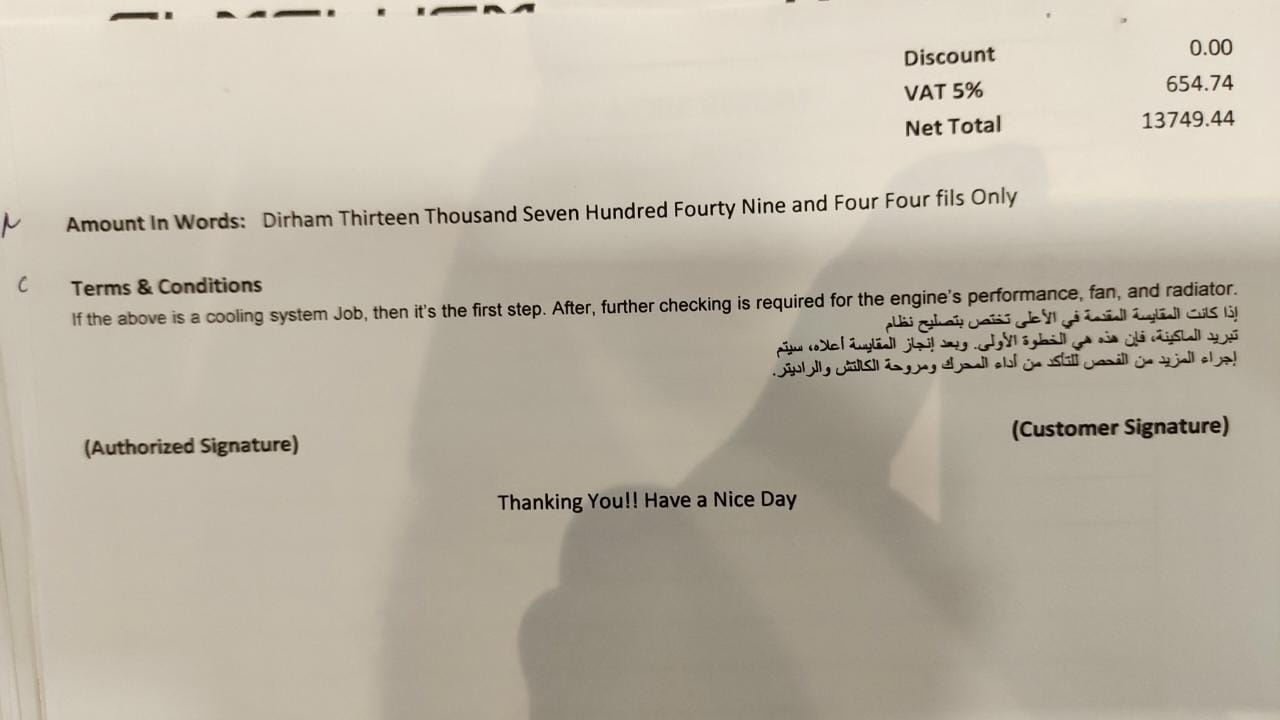 Discount 0.00
VAT 5% 654.74
Net Total 13749.44
Amount In Words: Dirham Thirteen Thousand Seven Hundred Fourty Nine and Four Four fils Only
Terms & Conditions
If the above is a cooling system Job, then it's the first step. After, further checking is required for the engine's performance, fan, and radiator.
إذا كانت المقايسة المقدمة في الأعلى تختص بتصليح نظام
تبريد الماكينة، فإن هذه هي الخطوة الأولى. وبعد إنجاز المقايسة أعلاه، سيتم
إجراء المزيد من الفحص للتأكد من أداء المحرك ومروحة الكالتش والراديتر.
(Authorized Signature) (Customer Signature)
Thanking You!! Have a Nice Day